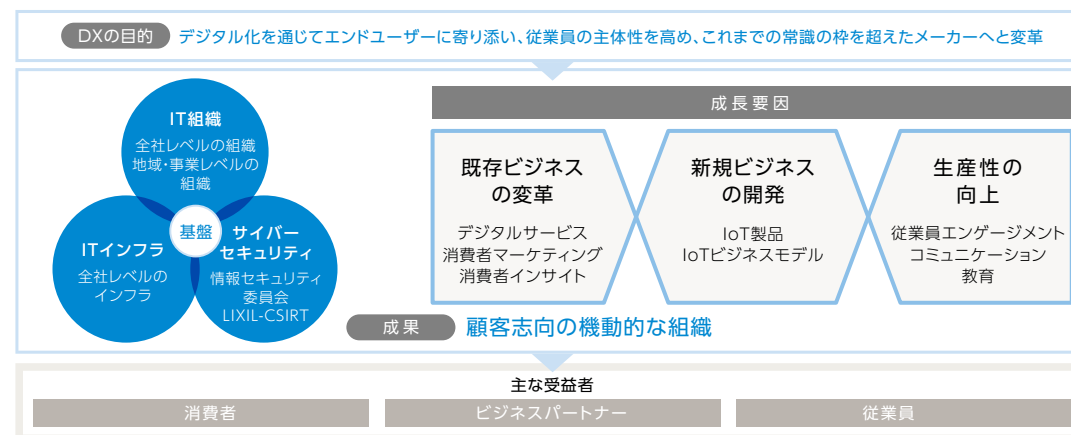 DXの目的 デジタル化を通じてエンドユーザーに寄り添い、従業員の主体性を高め、これまでの常識の枠を超えたメーカーへと変革
IT組織
全社レベルの組織
地域・事業レベルの
組織
基盤
ITインフラ
全社レベルの
インフラ
サイバー
セキュリティ
情報セキュリティ
委員会
LIXIL-CSIRT
成長要因
既存ビジネス
の変革
デジタルサービス
消費者マーケティング
消費者インサイト
新規ビジネス
の開発
IoT製品
IoTビジネスモデル
生産性の
向上
従業員エンゲージメント
コミュニケーション
教育
成果 顧客志向の機動的な組織
主な受益者
消費者
ビジネスパートナー
従業員